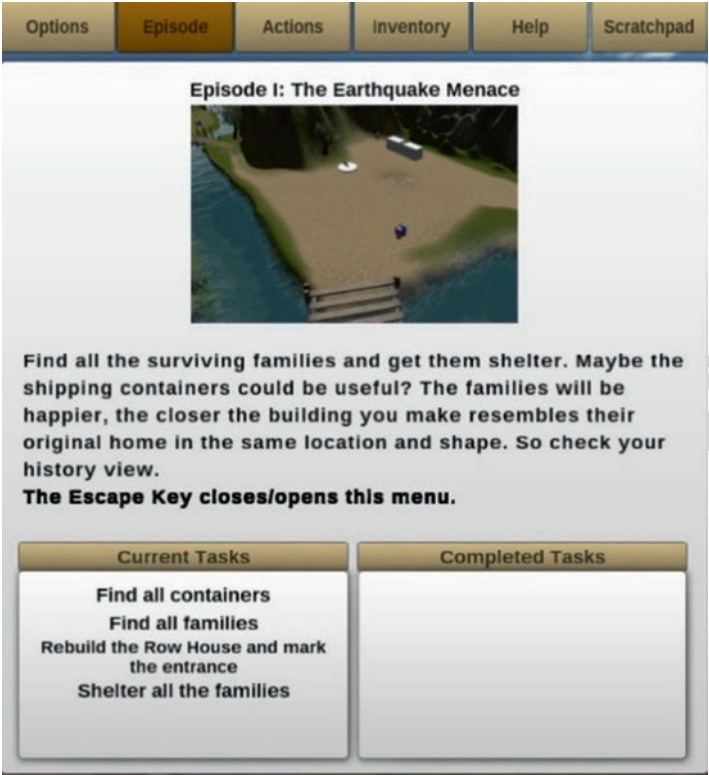 Options Episode Actions Inventory Help Scratchpad
Episode I: The Earthquake Menace
Find all the surviving families and get them shelter. Maybe the
shipping containers could be useful? The families will be
happier, the closer the building you make resembles their
original home in the same location and shape. So check your
history view.
The Escape Key closes/opens this menu.
Current Tasks
Find all containers
Find all families
Rebuild the Row House and mark
the entrance
Shelter all the families
Completed Tasks